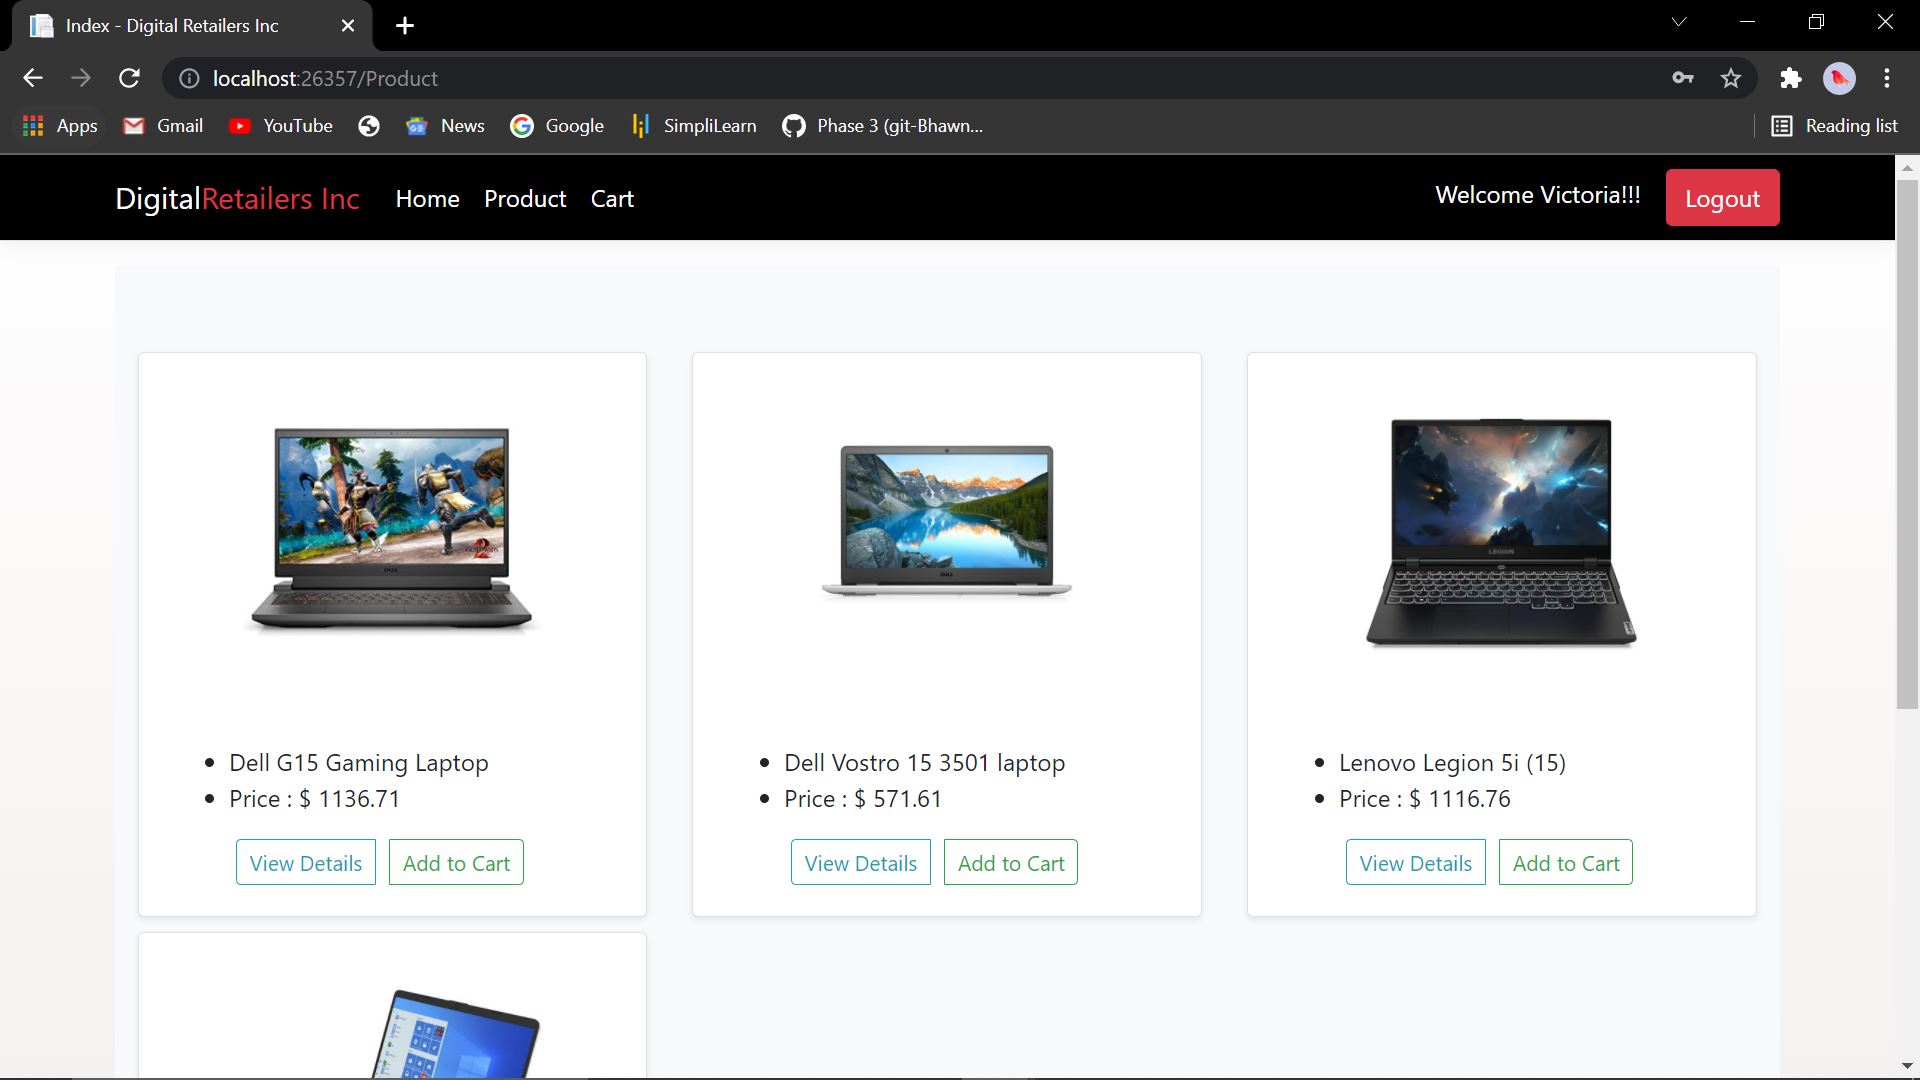 Index - Digital Retailers Inc
localhost:26357/Product
Apps Gmail YouTube News Google SimpliLearn Phase 3 (git-Bhawn... Reading list
DigitalRetailers Inc Home Product Cart Welcome Victoria!!! Logout
LEGION
DELL
DELL
Dell G15 Gaming Laptop
Price : $ 1136.71
View Details Add to Cart
Dell Vostro 15 3501 laptop
Price : $ 571.61
View Details Add to Cart
Lenovo Legion 5i (15)
Price : $ 1116.76
View Details Add to Cart